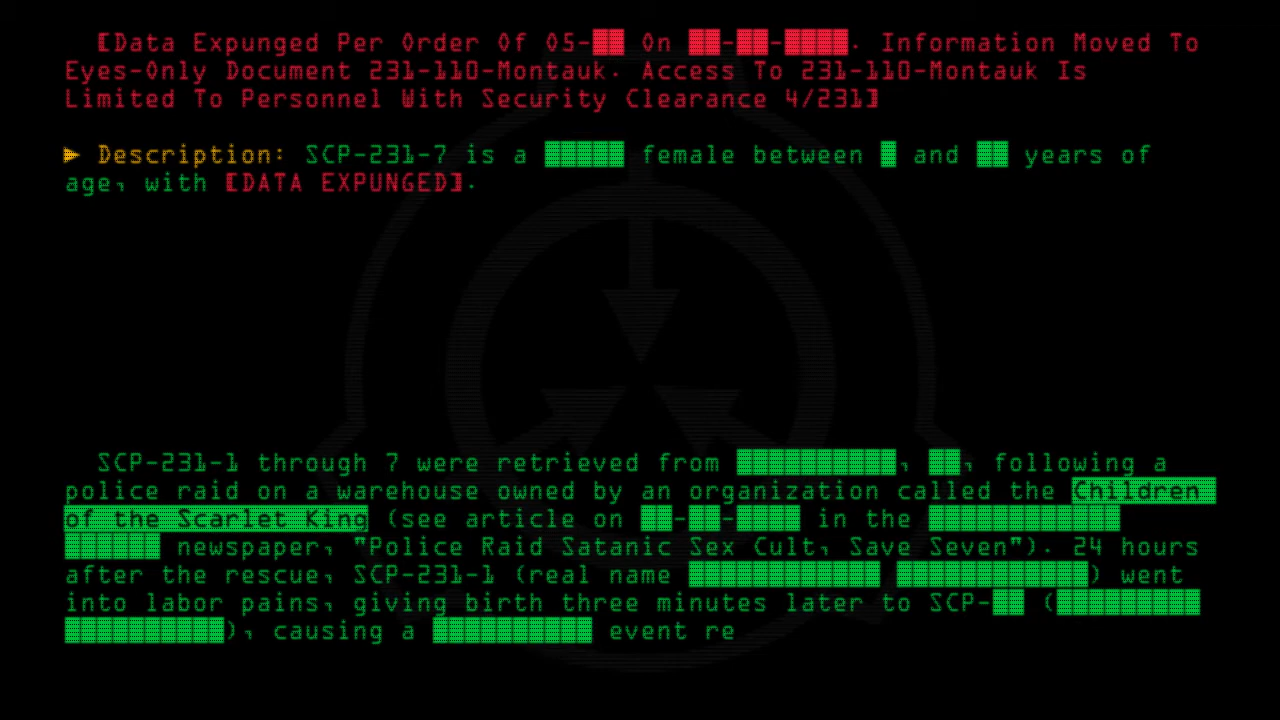 [Data Expunged Per Order Of O5-██ On ██-██-████. Information Moved To
Eyes-Only Document 231-110-Montauk. Access To 231-110-Montauk Is
Limited To Personnel With Security Clearance 4/231]
► Description: SCP-231-7 is a █████ female between █ and ██ years of
age, with [DATA EXPUNGED].
SCP-231-1 through 7 were retrieved from ██████████, ██, following a
police raid on a warehouse owned by an organization called the Children
of the Scarlet King (see article on ██-██-████ in the ████████████
██████ newspaper, "Police Raid Satanic Sex Cult, Save Seven"). 24 hours
after the rescue, SCP-231-1 (real name ████████████ ████████████) went
into labor pains, giving birth three minutes later to SCP-██ (█████████
██████████), causing a ██████████ event re